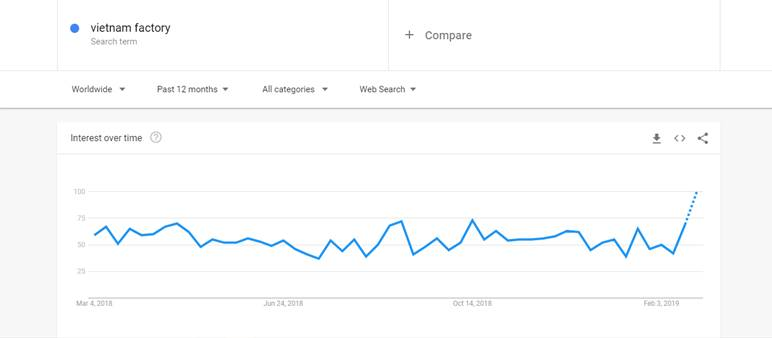 vietnam factory
Search term
+ Compare
Worldwide
Past 12 months
All categories
Web Search
Interest over time ?
100
75
50
25
Mar 4, 2018
Jun 24, 2018
Oct 14, 2018
Feb 3, 2019